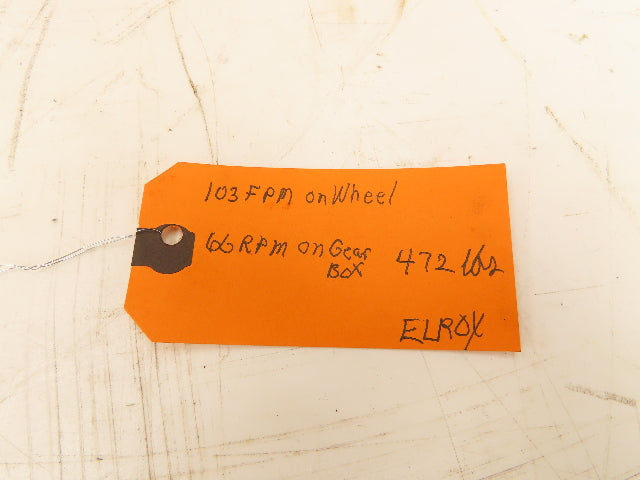 103 FPM on Wheel
66 RPM on Gear Box
472 lbs
ELROX